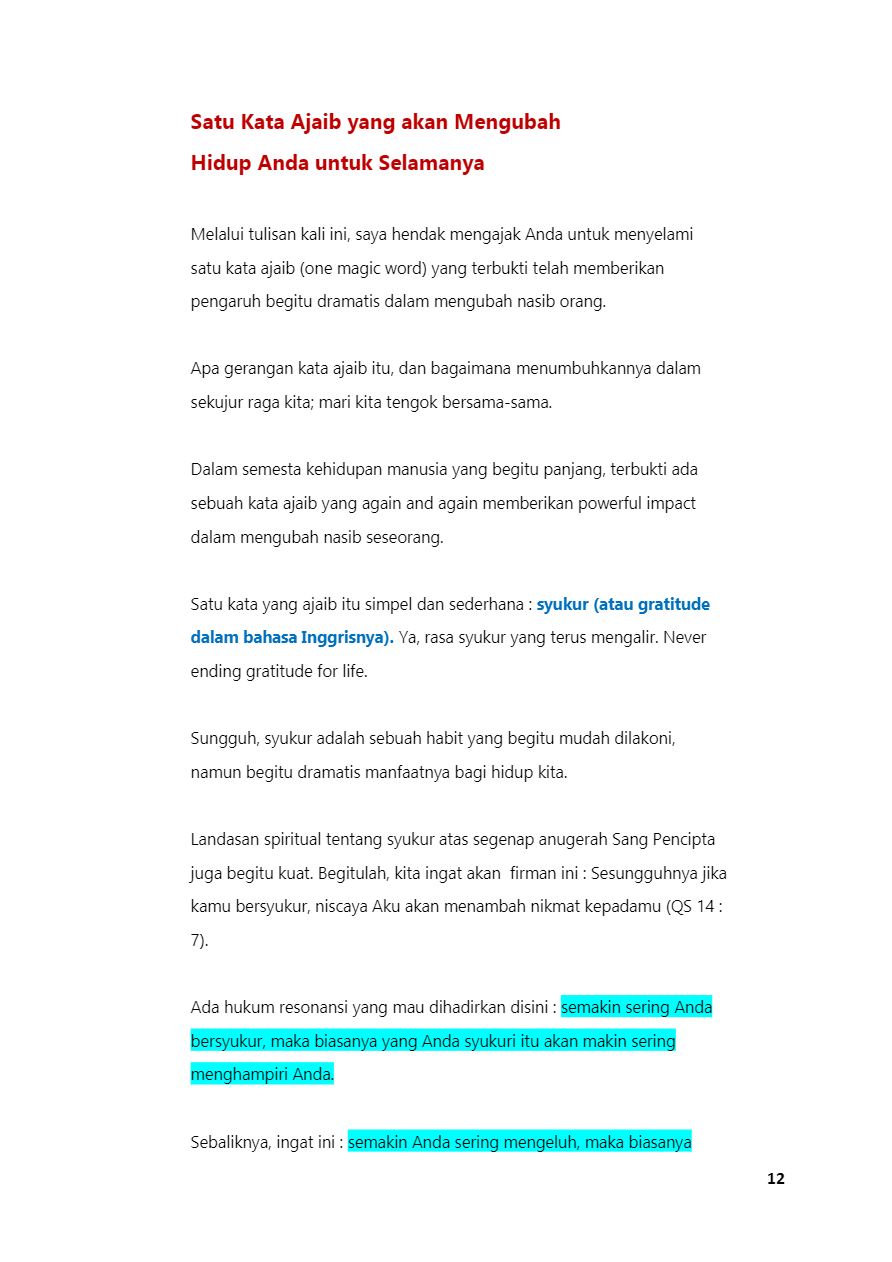 Satu Kata Ajaib yang akan Mengubah
Hidup Anda untuk Selamanya
Melalui tulisan kali ini, saya hendak mengajak Anda untuk menyelami
satu kata ajaib (one magic word) yang terbukti telah memberikan
pengaruh begitu dramatis dalam mengubah nasib orang.
Apa gerangan kata ajaib itu, dan bagaimana menumbuhkannya dalam
sekujur raga kita; mari kita tengok bersama-sama.
Dalam semesta kehidupan manusia yang begitu panjang, terbukti ada
sebuah kata ajaib yang again and again memberikan powerful impact
dalam mengubah nasib seseorang.
Satu kata yang ajaib itu simpel dan sederhana : syukur (atau gratitude
dalam bahasa Inggrisnya). Ya, rasa syukur yang terus mengalir. Never
ending gratitude for life.
Sungguh, syukur adalah sebuah habit yang begitu mudah dilakoni,
namun begitu dramatis manfaatnya bagi hidup kita.
Landasan spiritual tentang syukur atas segenap anugerah Sang Pencipta
juga begitu kuat. Begitulah, kita ingat akan  firman ini : Sesungguhnya jika
kamu bersyukur, niscaya Aku akan menambah nikmat kepadamu (QS 14 :
7).
Ada hukum resonansi yang mau dihadirkan disini : semakin sering Anda
bersyukur, maka biasanya yang Anda syukuri itu akan makin sering
menghampiri Anda.
Sebaliknya, ingat ini : semakin Anda sering mengeluh, maka biasanya
12